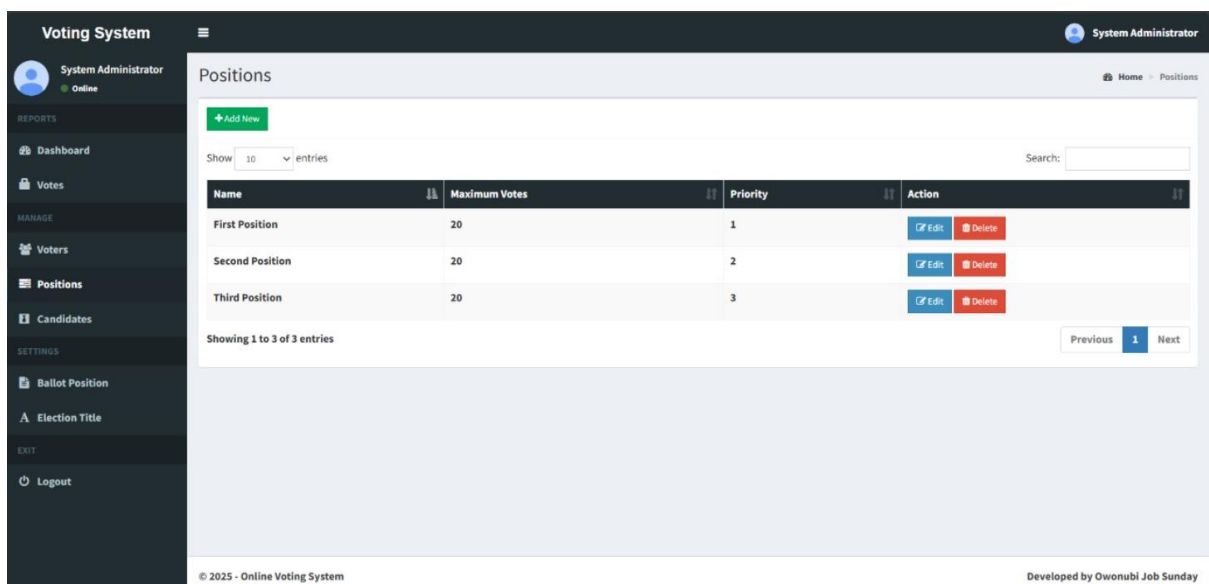 Voting System
System Administrator
System Administrator
Online
REPORTS
Dashboard
Votes
MANAGE
Voters
Positions
Candidates
SETTINGS
Ballot Position
A Election Title
EXIT
Logout
Positions
Home > Positions
+Add New
Show 10 entries
Search:
Name Maximum Votes Priority Action
First Position 20 1 Edit Delete
Second Position 20 2 Edit Delete
Third Position 20 3 Edit Delete
Showing 1 to 3 of 3 entries
Previous 1 Next
© 2025 - Online Voting System
Developed by Owonubi Job Sunday